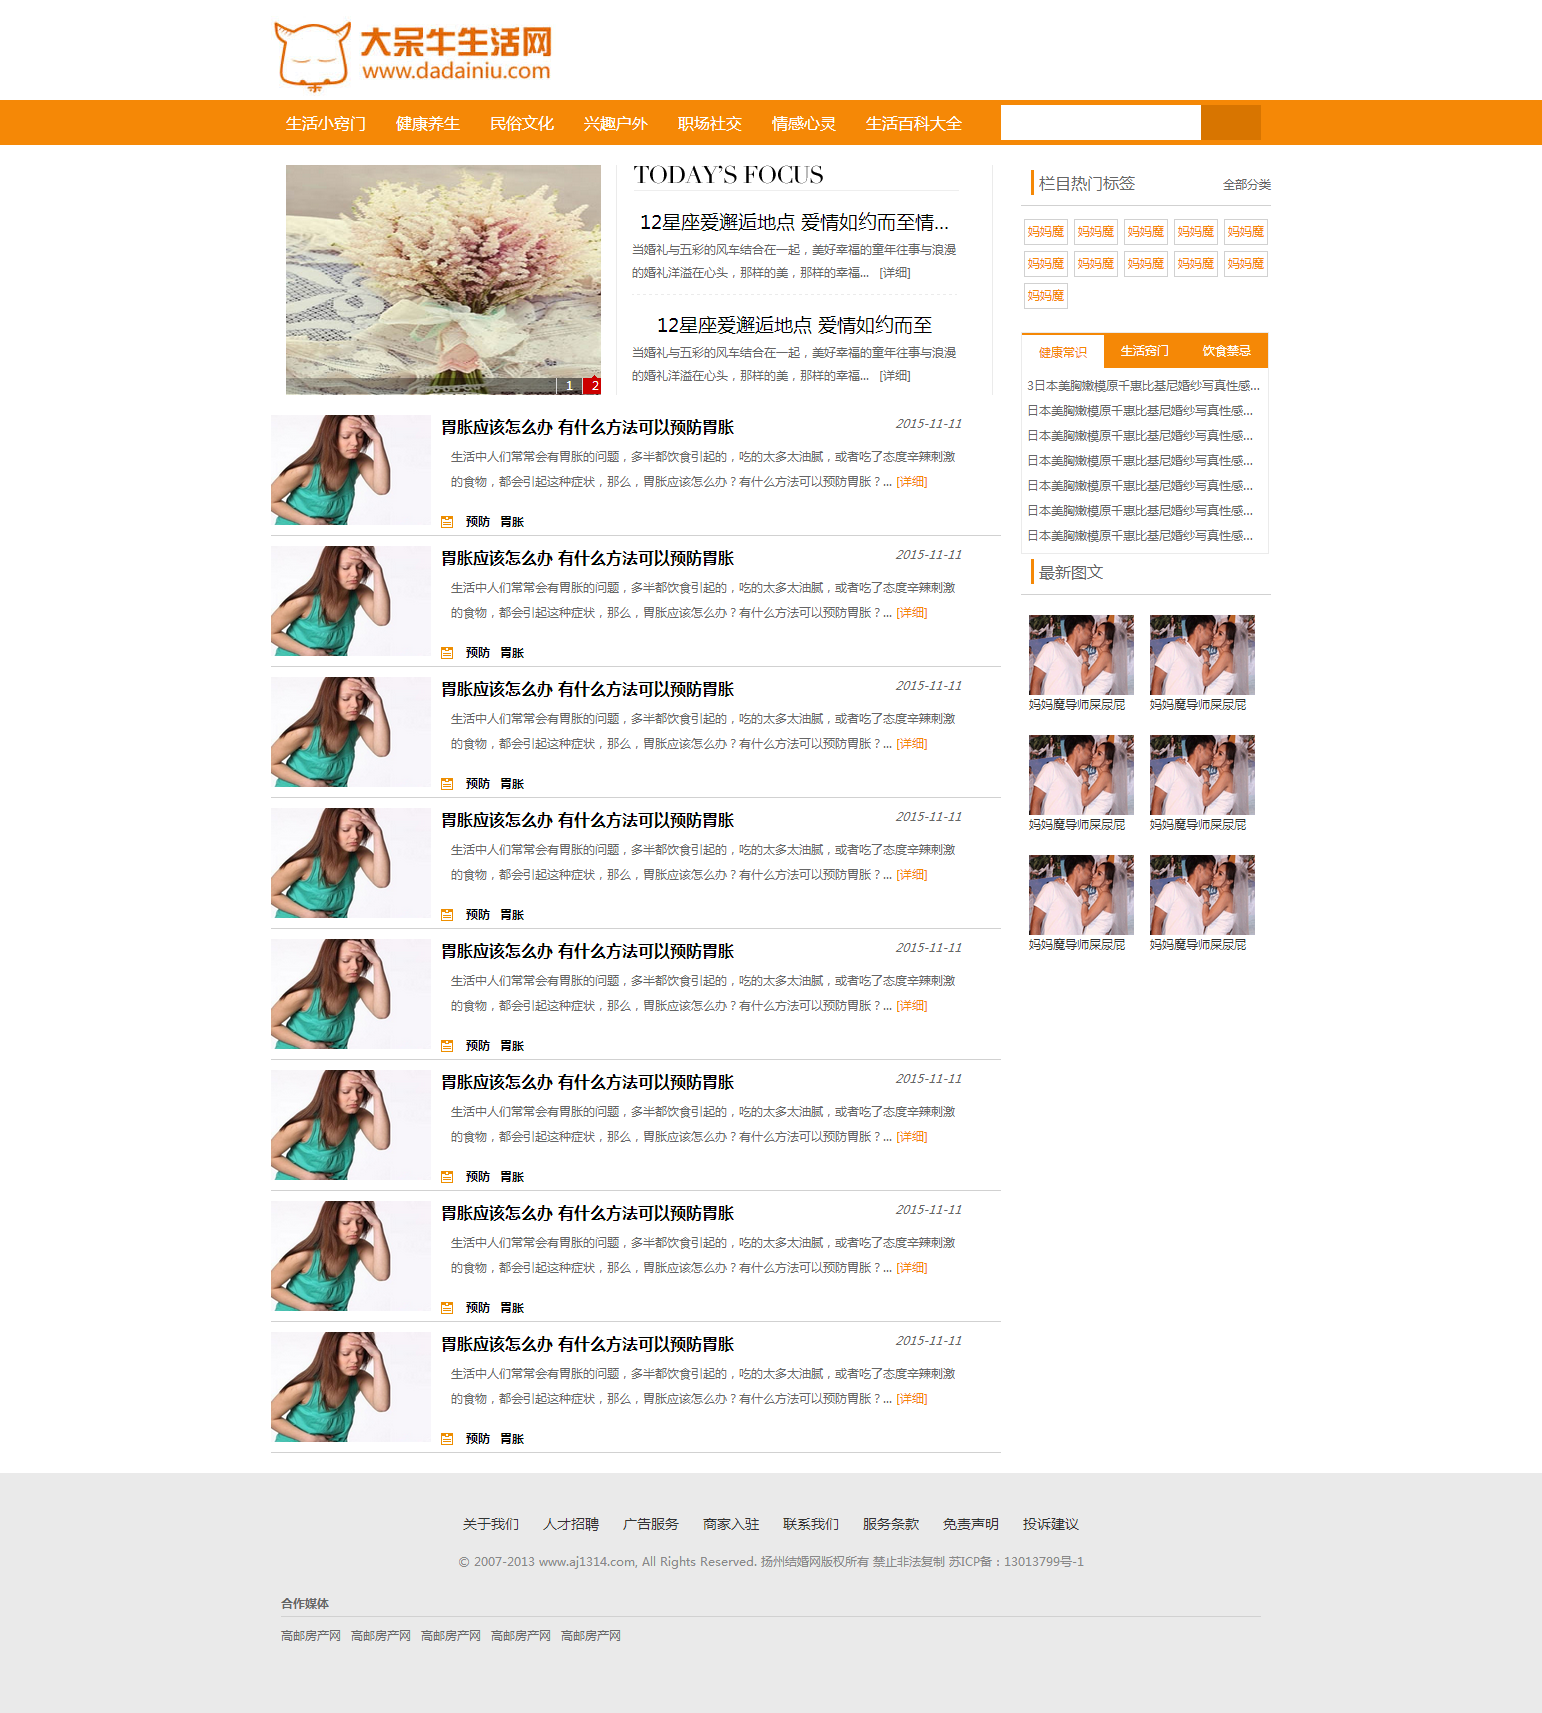 大呆牛生活网
www.dadainiu.com
生活小窍门 健康养生 民俗文化 兴趣户外 职场社交 情感心灵 生活百科大全
1 2
TODAY'S FOCUS
12星座爱邂逅地点 爱情如约而至情...
当婚礼与五彩的风车结合在一起，美好幸福的童年往事与浪漫
的婚礼洋溢在心头，那样的美，那样的幸福... [详细]
12星座爱邂逅地点 爱情如约而至
当婚礼与五彩的风车结合在一起，美好幸福的童年往事与浪漫
的婚礼洋溢在心头，那样的美，那样的幸福... [详细]
胃胀应该怎么办 有什么方法可以预防胃胀 2015-11-11
生活中人们常常会有胃胀的问题，多半都饮食引起的，吃的太多太油腻，或者吃了态度辛辣刺激
的食物，都会引起这种症状，那么，胃胀应该怎么办？有什么方法可以预防胃胀？... [详细]
预防 胃胀
胃胀应该怎么办 有什么方法可以预防胃胀 2015-11-11
生活中人们常常会有胃胀的问题，多半都饮食引起的，吃的太多太油腻，或者吃了态度辛辣刺激
的食物，都会引起这种症状，那么，胃胀应该怎么办？有什么方法可以预防胃胀？... [详细]
预防 胃胀
胃胀应该怎么办 有什么方法可以预防胃胀 2015-11-11
生活中人们常常会有胃胀的问题，多半都饮食引起的，吃的太多太油腻，或者吃了态度辛辣刺激
的食物，都会引起这种症状，那么，胃胀应该怎么办？有什么方法可以预防胃胀？... [详细]
预防 胃胀
胃胀应该怎么办 有什么方法可以预防胃胀 2015-11-11
生活中人们常常会有胃胀的问题，多半都饮食引起的，吃的太多太油腻，或者吃了态度辛辣刺激
的食物，都会引起这种症状，那么，胃胀应该怎么办？有什么方法可以预防胃胀？... [详细]
预防 胃胀
胃胀应该怎么办 有什么方法可以预防胃胀 2015-11-11
生活中人们常常会有胃胀的问题，多半都饮食引起的，吃的太多太油腻，或者吃了态度辛辣刺激
的食物，都会引起这种症状，那么，胃胀应该怎么办？有什么方法可以预防胃胀？... [详细]
预防 胃胀
胃胀应该怎么办 有什么方法可以预防胃胀 2015-11-11
生活中人们常常会有胃胀的问题，多半都饮食引起的，吃的太多太油腻，或者吃了态度辛辣刺激
的食物，都会引起这种症状，那么，胃胀应该怎么办？有什么方法可以预防胃胀？... [详细]
预防 胃胀
胃胀应该怎么办 有什么方法可以预防胃胀 2015-11-11
生活中人们常常会有胃胀的问题，多半都饮食引起的，吃的太多太油腻，或者吃了态度辛辣刺激
的食物，都会引起这种症状，那么，胃胀应该怎么办？有什么方法可以预防胃胀？... [详细]
预防 胃胀
胃胀应该怎么办 有什么方法可以预防胃胀 2015-11-11
生活中人们常常会有胃胀的问题，多半都饮食引起的，吃的太多太油腻，或者吃了态度辛辣刺激
的食物，都会引起这种症状，那么，胃胀应该怎么办？有什么方法可以预防胃胀？... [详细]
预防 胃胀
栏目热门标签 全部分类
妈妈魔 妈妈魔 妈妈魔 妈妈魔 妈妈魔
妈妈魔 妈妈魔 妈妈魔 妈妈魔 妈妈魔
妈妈魔
健康常识 生活窍门 饮食禁忌
3日本美胸嫩模原千惠比基尼婚纱写真性感...
日本美胸嫩模原千惠比基尼婚纱写真性感...
日本美胸嫩模原千惠比基尼婚纱写真性感...
日本美胸嫩模原千惠比基尼婚纱写真性感...
日本美胸嫩模原千惠比基尼婚纱写真性感...
日本美胸嫩模原千惠比基尼婚纱写真性感...
日本美胸嫩模原千惠比基尼婚纱写真性感...
最新图文
妈妈魔导师屎尿屁 妈妈魔导师屎尿屁
妈妈魔导师屎尿屁 妈妈魔导师屎尿屁
妈妈魔导师屎尿屁 妈妈魔导师屎尿屁
关于我们 人才招聘 广告服务 商家入驻 联系我们 服务条款 免责声明 投诉建议
© 2007-2013 www.aj1314.com, All Rights Reserved. 扬州结婚网版权所有 禁止非法复制 苏ICP备：13013799号-1
合作媒体
高邮房产网 高邮房产网 高邮房产网 高邮房产网 高邮房产网